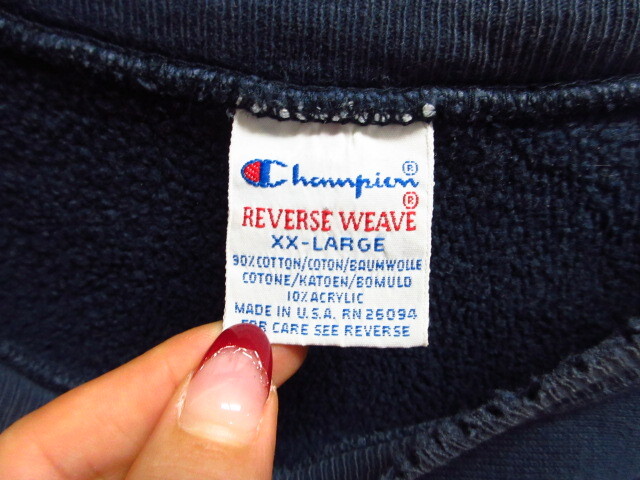 Champion®
REVERSE WEAVE®
XX-LARGE
90% COTTON/COTON/BAUMWOLLE
COTONE/KATOEN/BOMULD
10% ACRYLIC
MADE IN U.S.A. RN 26094
FOR CARE SEE REVERSE